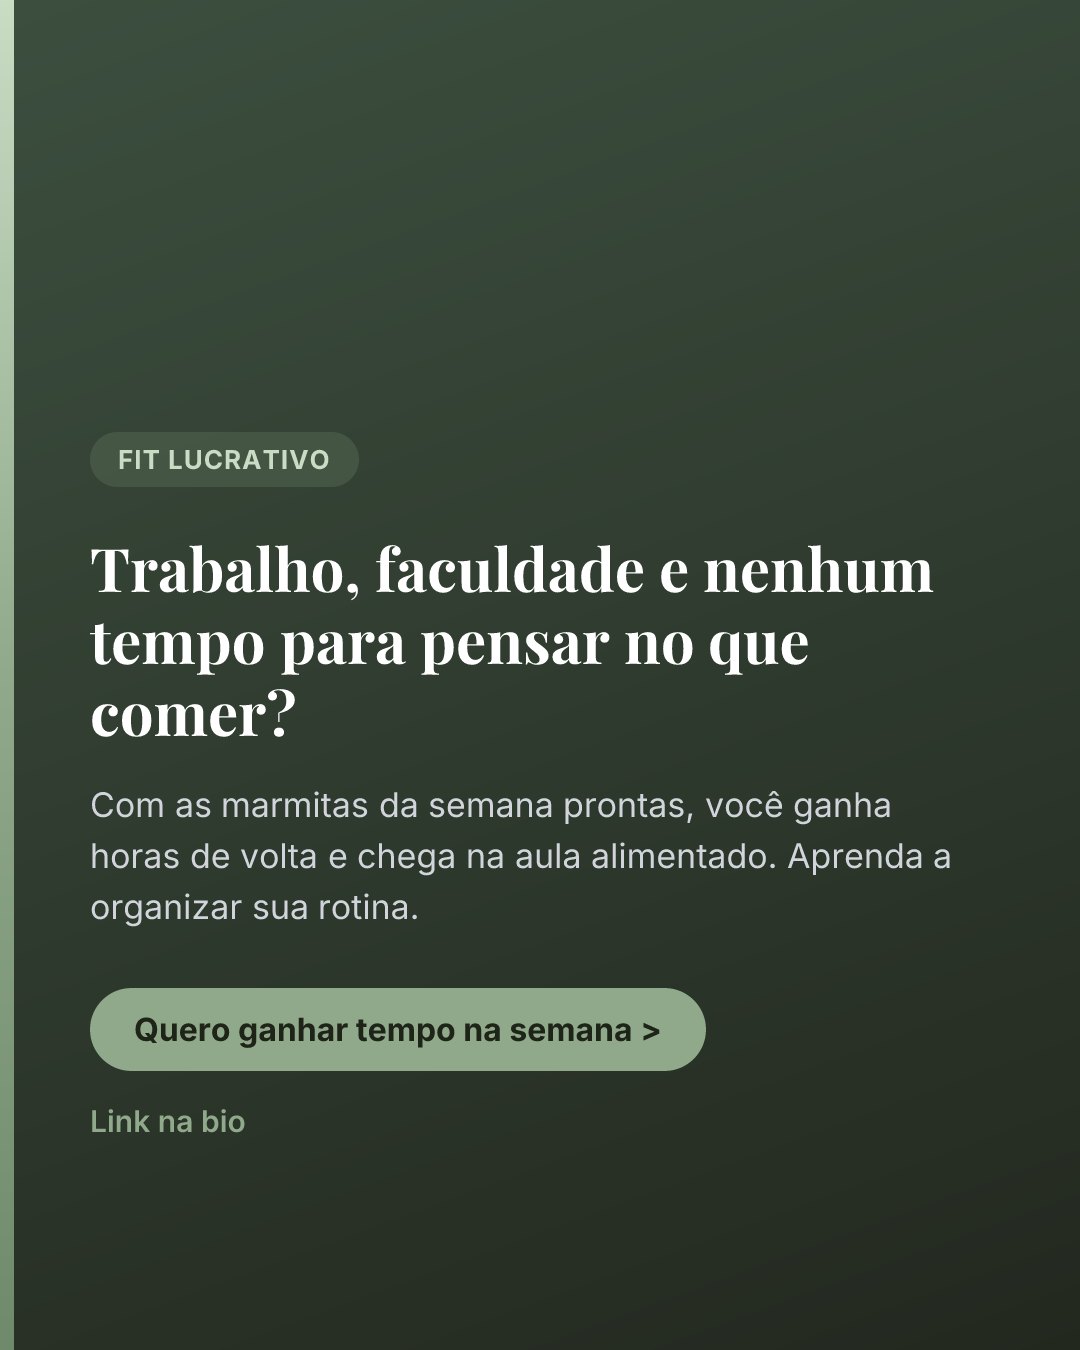 FIT LUCRATIVO
Trabalho, faculdade e nenhum
tempo para pensar no que
comer?
Com as marmitas da semana prontas, você ganha
horas de volta e chega na aula alimentado. Aprenda a
organizar sua rotina.
Quero ganhar tempo na semana >
Link na bio